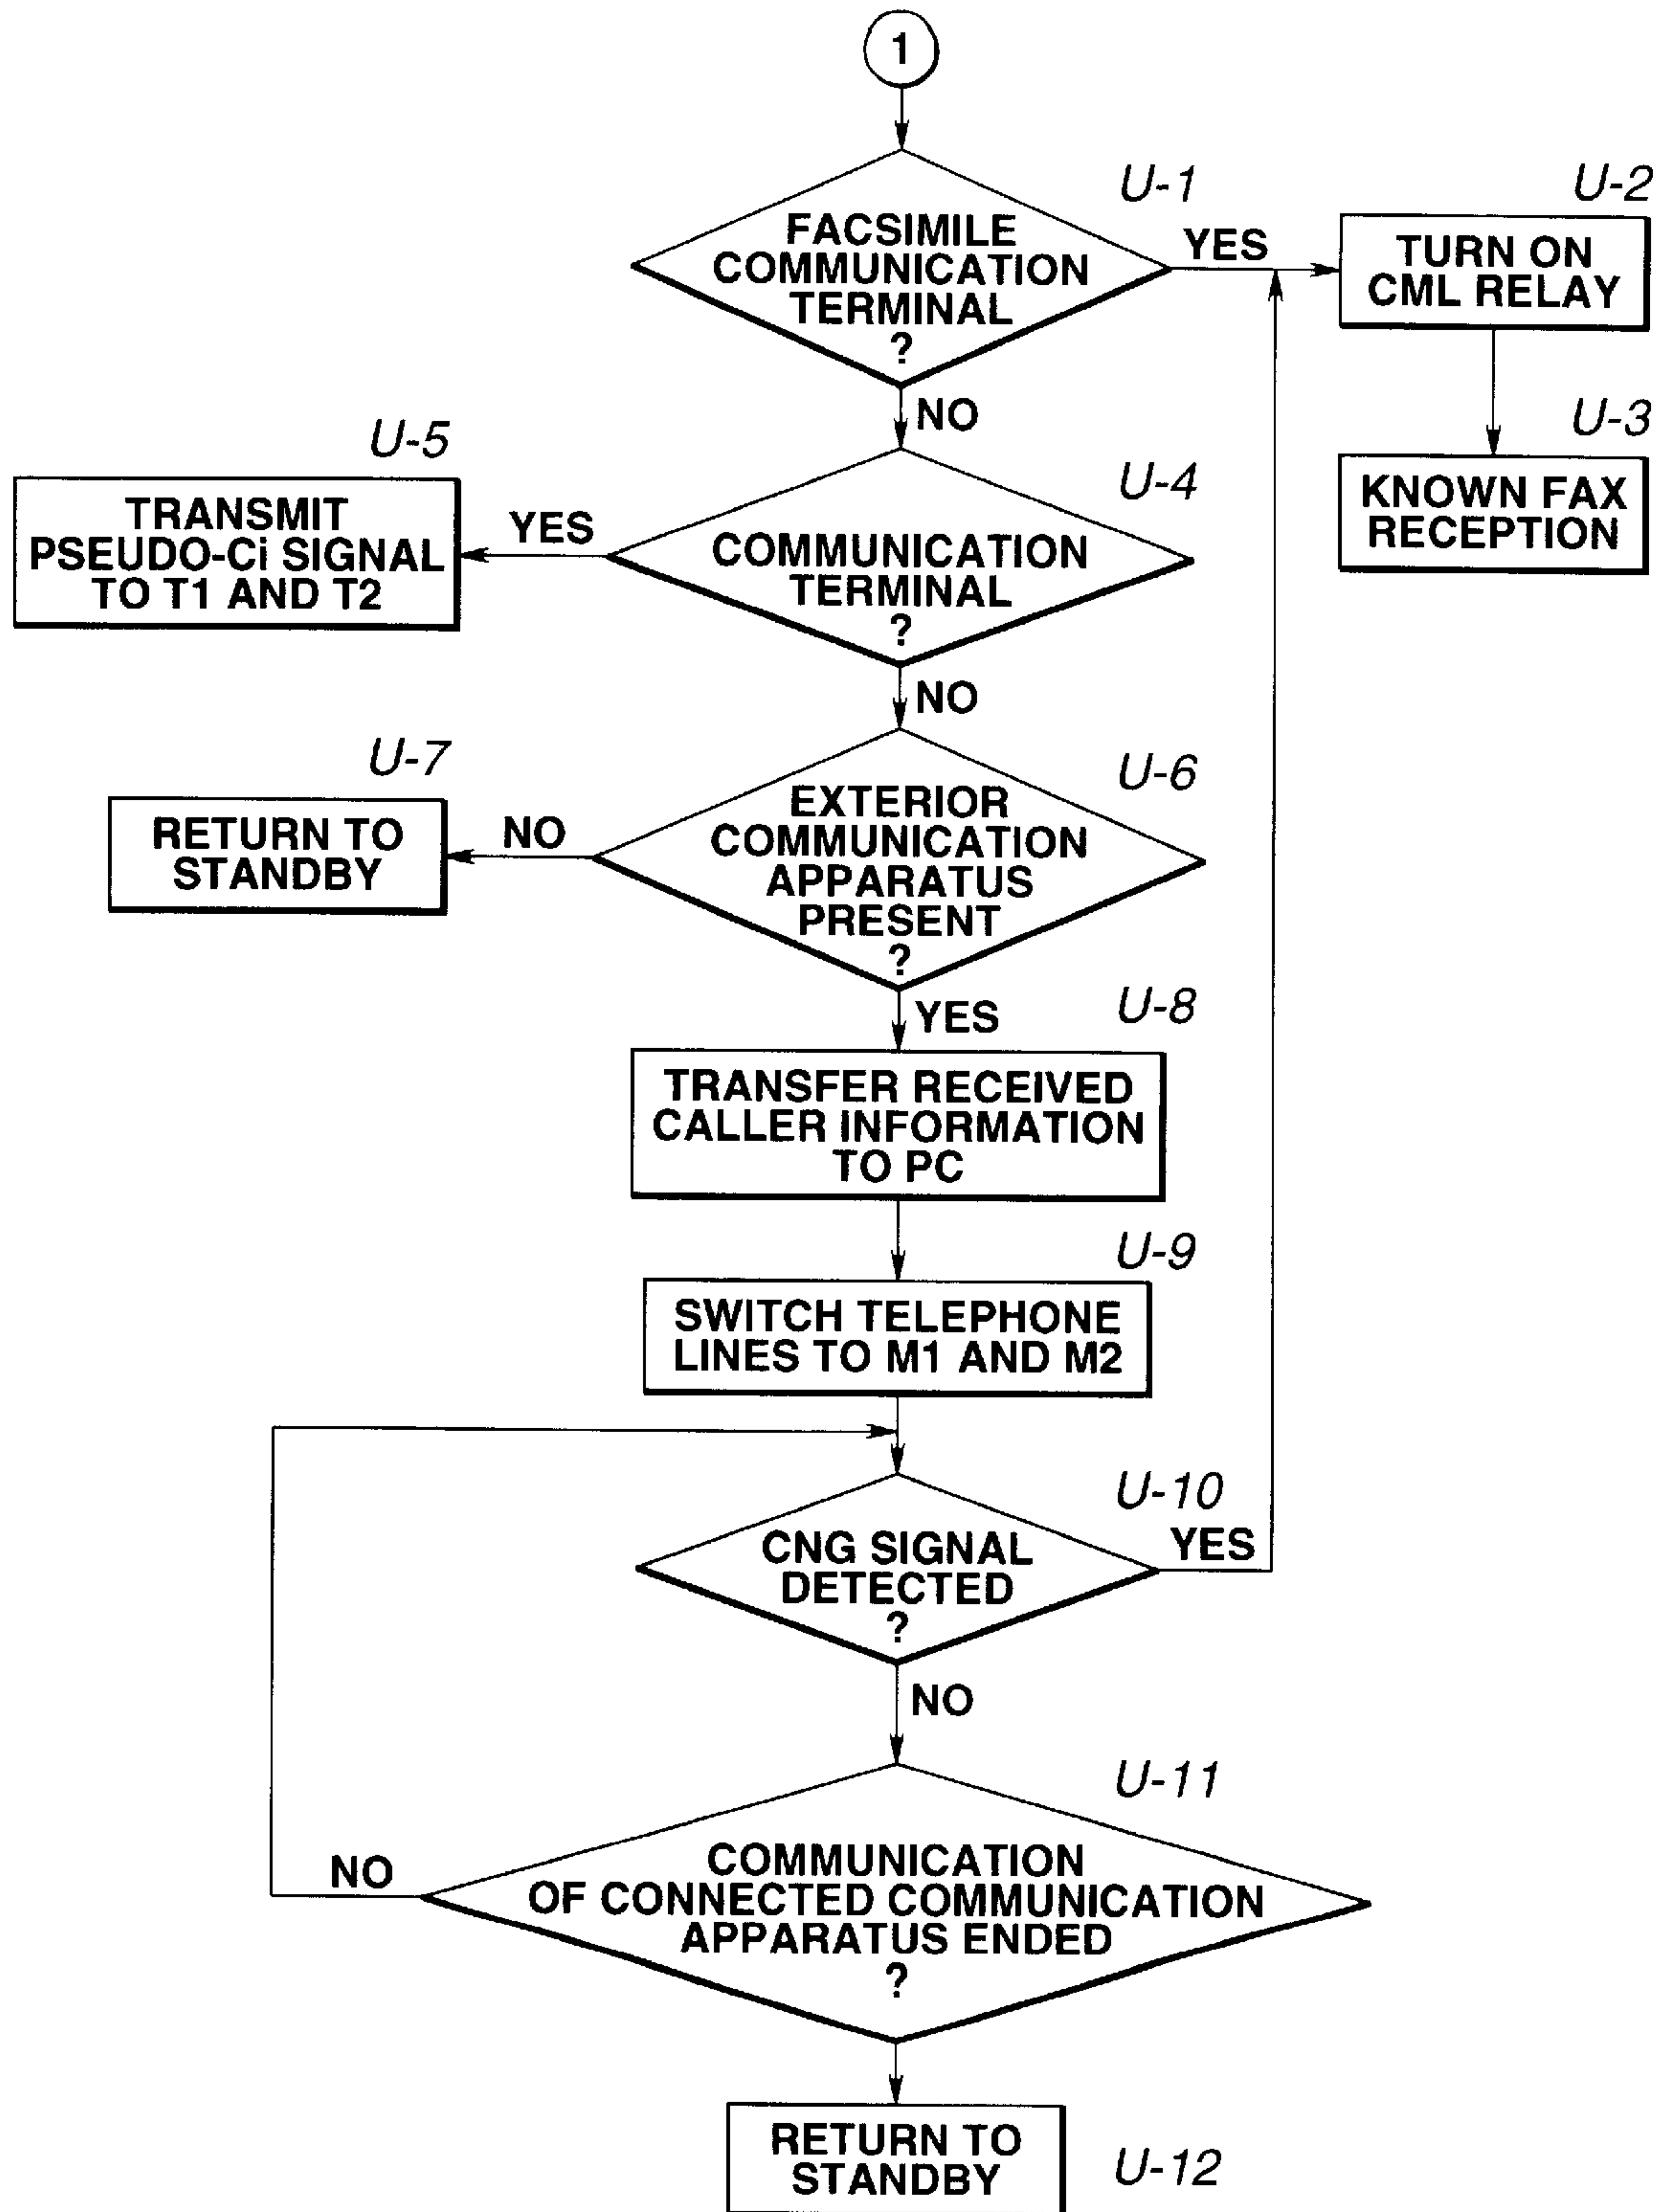 1
U-1
FACSIMILE
COMMUNICATION
TERMINAL
?
YES
U-2
TURN ON
CML RELAY
NO
U-3
KNOWN FAX
RECEPTION
U-4
COMMUNICATION
TERMINAL
?
YES
U-5
TRANSMIT
PSEUDO-Ci SIGNAL
TO T1 AND T2
NO
U-6
EXTERIOR
COMMUNICATION
APPARATUS
PRESENT
?
NO
U-7
RETURN TO
STANDBY
YES
U-8
TRANSFER RECEIVED
CALLER INFORMATION
TO PC
U-9
SWITCH TELEPHONE
LINES TO M1 AND M2
U-10
CNG SIGNAL
DETECTED
?
YES
NO
U-11
COMMUNICATION
OF CONNECTED COMMUNICATION
APPARATUS ENDED
?
NO
RETURN TO
STANDBY
U-12